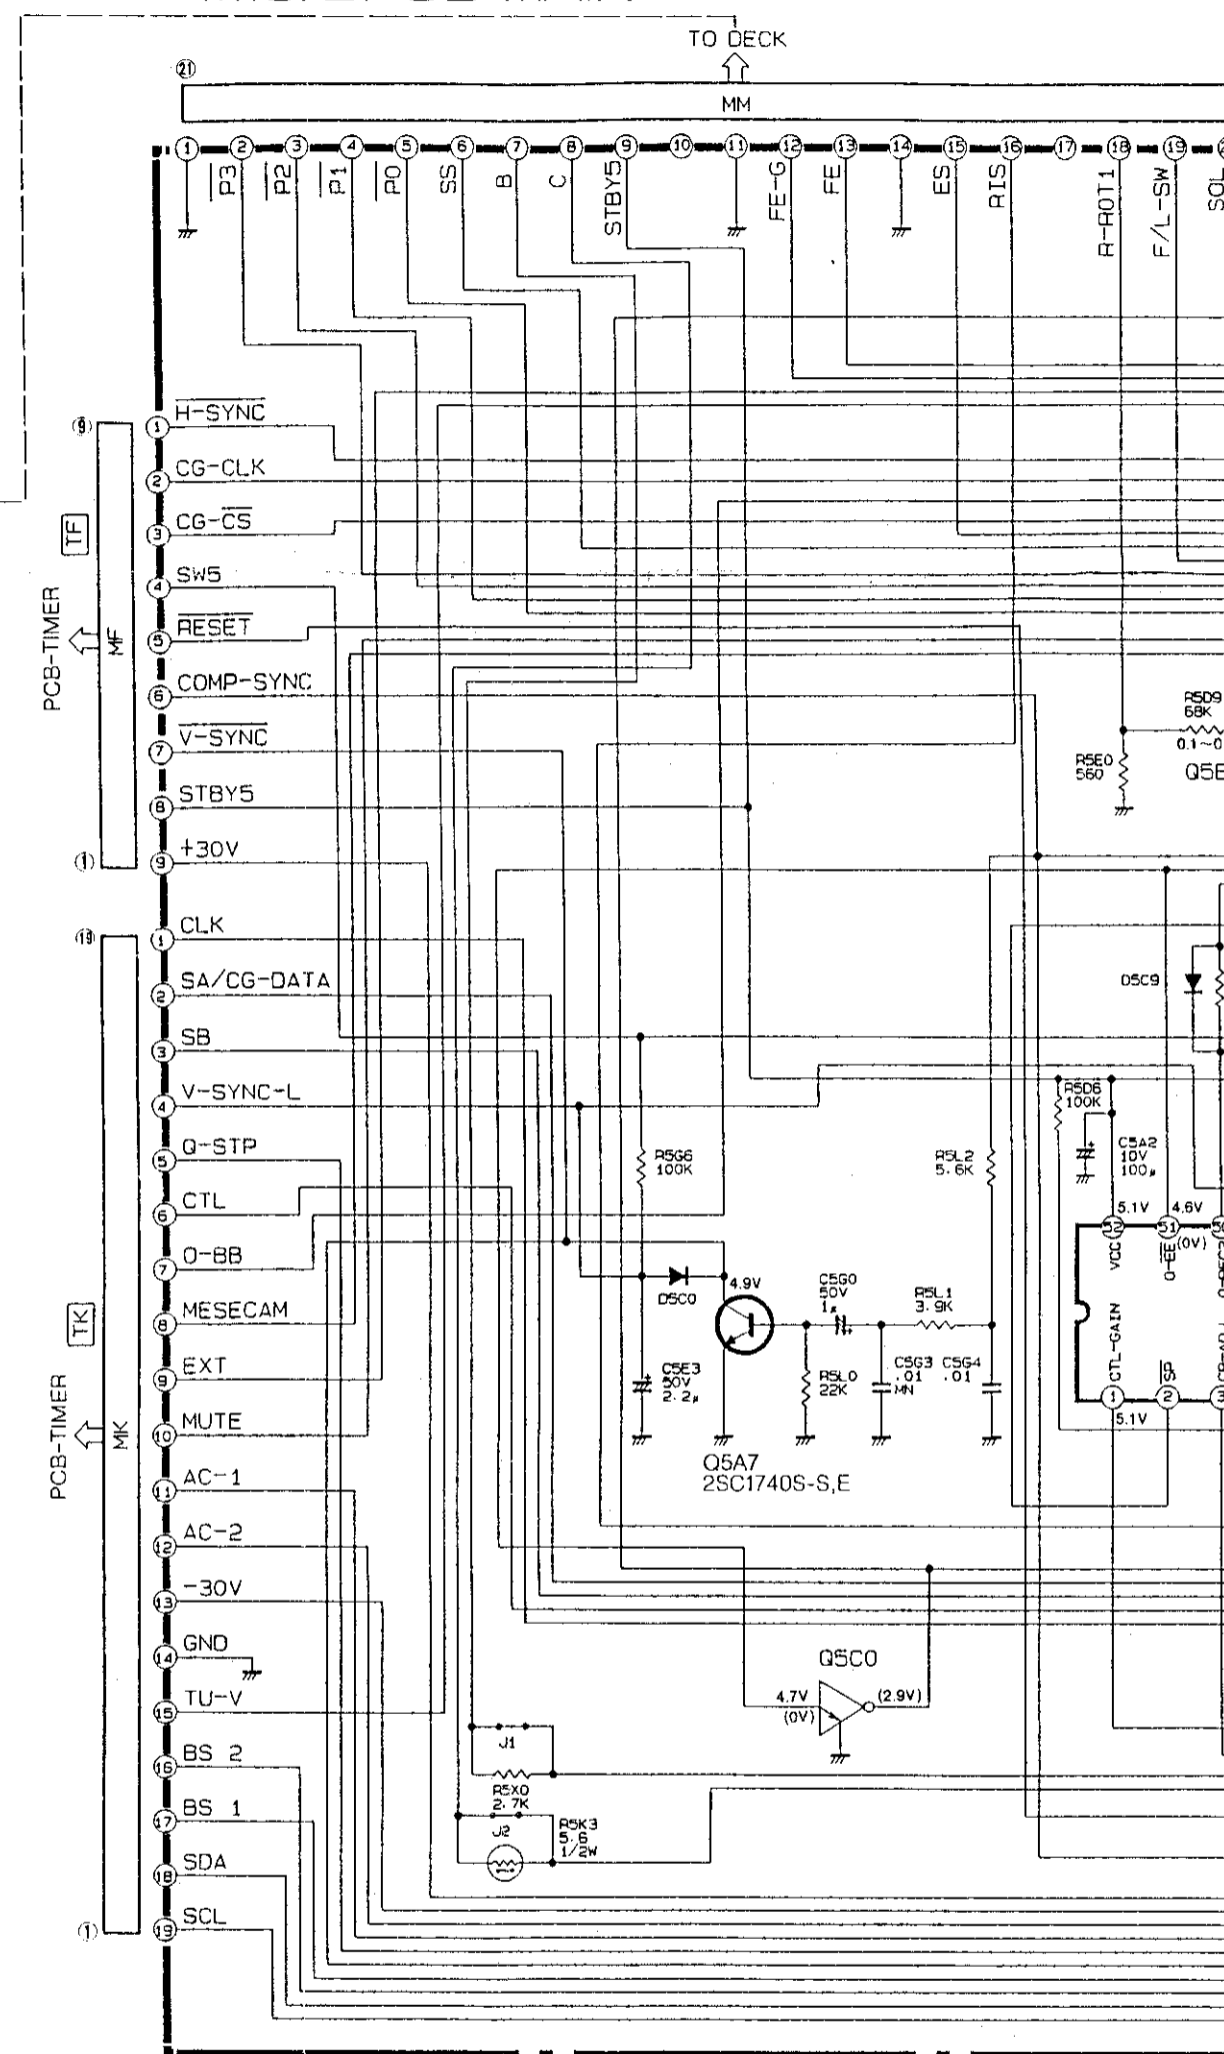 TO DECK
21
MM
1 2 3 4 5 6 7 8 9 10 11 12 13 14 15 16 17 18 19
P3
P2
P1
P0
SS
B
C
STBY5
FE-G
FE
ES
RIS
R-ROT1
F/L-SW
SOL
9
TF
PCB-TIMER
MF
1
1 H-SYNC
2 CG-CLK
3 CG-CS
4 SW5
5 RESET
6 COMP-SYNC
7 V-SYNC
8 STBY5
9 +30V
R5D9
68K
0.1~0
R5E0
560
Q5E
19
TK
PCB-TIMER
MK
1
1 CLK
2 SA/CG-DATA
3 SB
4 V-SYNC-L
5 Q-STP
6 CTL
7 O-BB
8 MESECAM
9 EXT
10 MUTE
11 AC-1
12 AC-2
13 -30V
14 GND
15 TU-V
16 BS 2
17 BS 1
18 SDA
19 SCL
D5C9
R5D6
100K
C5A2
10V
100μ
R5G6
100K
R5L2
5.6K
5.1V
4.6V
(0V)
52
51
VCC
O-EE
CTL-GAIN
SP
1
2
3
5.1V
D5C0
4.9V
C5G0
50V
1μ
R5L1
3.9K
C5E3
50V
2.2μ
R5L0
22K
C5G3
.01
MN
C5G4
.01
Q5A7
2SC1740S-S,E
Q5C0
4.7V
(0V)
(2.9V)
J1
R5X0
2.7K
J2
R5K3
5.6
1/2W